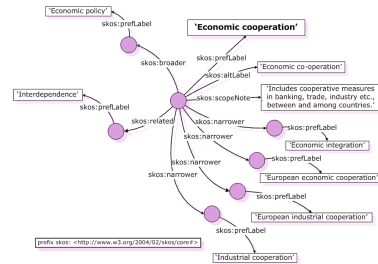 'Economic policy'
skos:prefLabel
'Economic cooperation'
skos:prefLabel
skos:broader
skos:altLabel
'Economic co-operation'
'Interdependence'
skos:scopeNote
'Includes cooperative measures
in banking, trade, industry etc.,
between and among countries.'
skos:prefLabel
skos:related
skos:narrower
skos:prefLabel
skos:narrower
'Economic integration'
skos:narrower
skos:prefLabel
skos:narrower
'European economic cooperation'
skos:prefLabel
'European industrial cooperation'
skos:prefLabel
prefix skos: <http://www.w3.org/2004/02/skos/core#>
'Industrial cooperation'